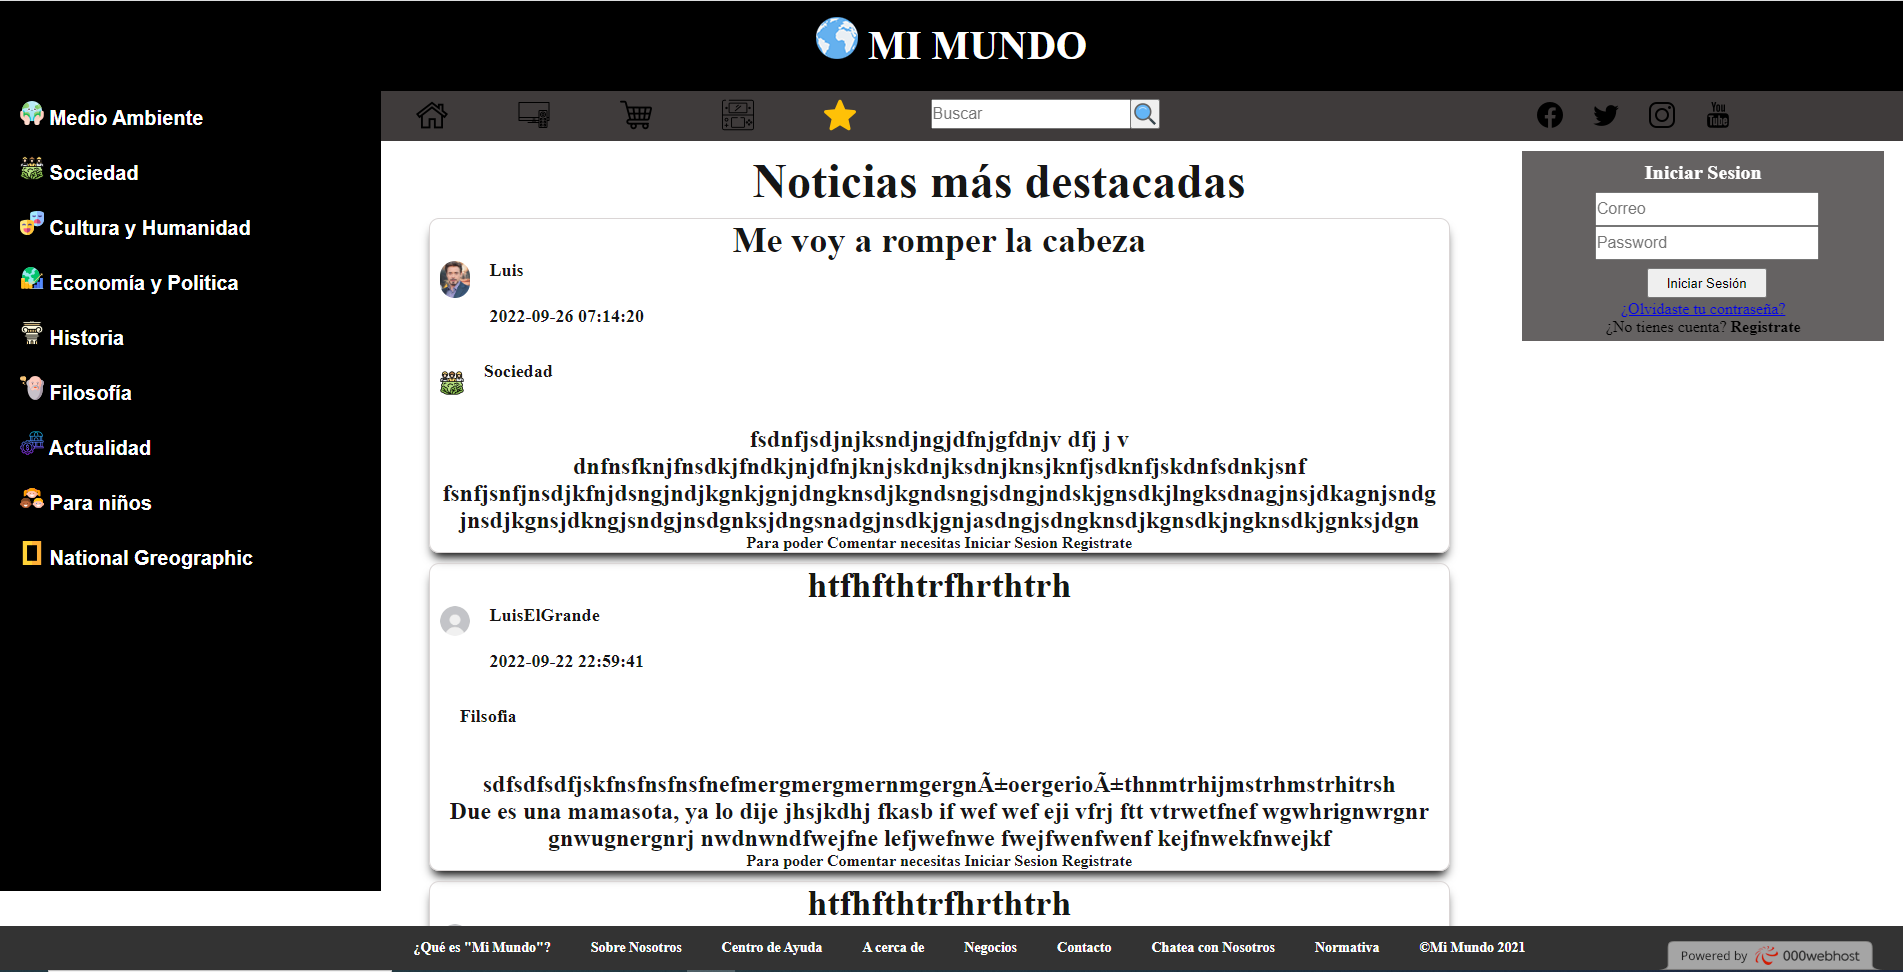 MI MUNDO
Medio Ambiente
Sociedad
Cultura y Humanidad
Economía y Politica
Historia
Filosofía
Actualidad
Para niños
National Greographic
Buscar
You
Tube
Noticias más destacadas
Me voy a romper la cabeza
Luis
2022-09-26 07:14:20
Sociedad
fsdnfjsdjnjksndjngjdfnjgfdnjv dfj j v
dnfnsfknjfnsdkjfndkjnjdfnjknjskdnjksdnjknsjknfjsdknfjskdnfsdnkjsnf
fsnfjsnfjnsdjkfnjdsngjndjkgnkjgnjdngknsdjkgndsngjsdngjndskjgnsdkjlngksdnagjnsjdkagnjsndg
jnsdjkgnsjdkngjsndgjnsdgnksjdngsnadgjnsdkjgnjasdngjsdngknsdjkgnsdkjngknsdkjgnksjdgn
Para poder Comentar necesitas Iniciar Sesion Registrate
htfhfthtrfhrthtrh
LuisElGrande
2022-09-22 22:59:41
Filsofia
sdfsdfsdfjskfnsfnsfnsfnefmergmergmernmgergnÃ±oergerioÃ±thnmtrhijmstrhmstrhitrsh
Due es una mamasota, ya lo dije jhsjkdhj fkasb if wef wef eji vfrj ftt vtrwetfnef wgwhrignwrgnr
gnwugnergnrj nwdnwndfwejfne lefjwefnwe fwejfwenfwenf kejfnwekfnwejkf
Para poder Comentar necesitas Iniciar Sesion Registrate
htfhfthtrfhrthtrh
Iniciar Sesion
Correo
Password
Iniciar Sesión
¿Olvidaste tu contraseña?
¿No tienes cuenta? Registrate
¿Qué es "Mi Mundo"? Sobre Nosotros Centro de Ayuda A cerca de Negocios Contacto Chatea con Nosotros Normativa ©Mi Mundo 2021
Powered by 000webhost